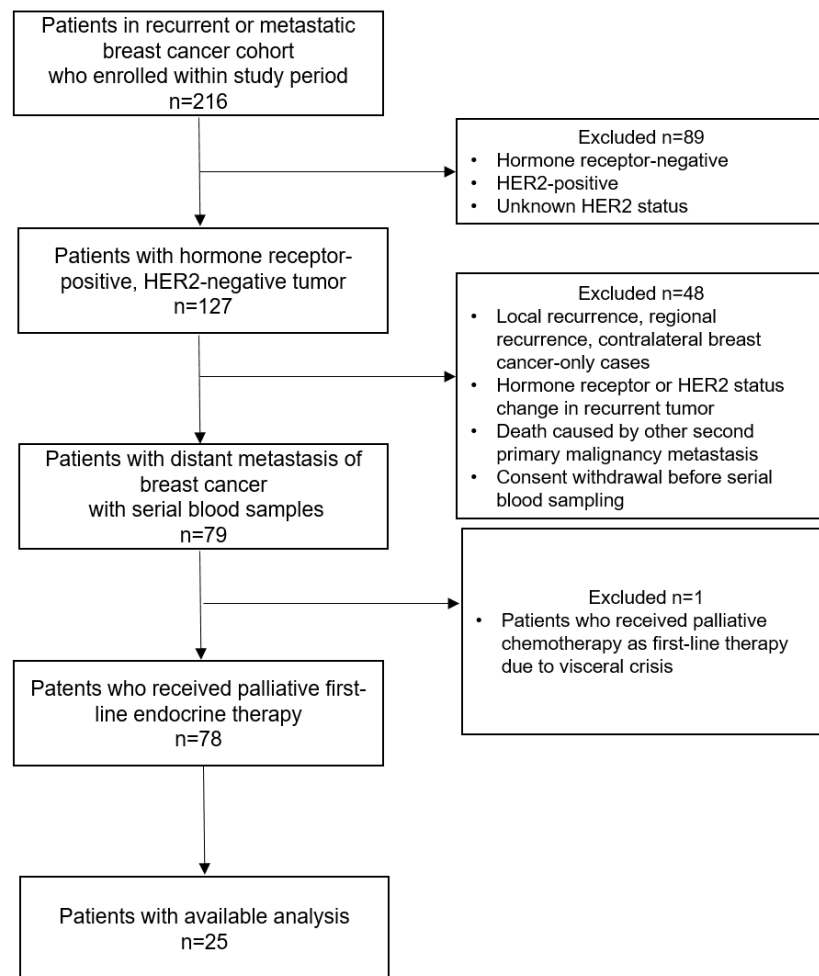 Patients in recurrent or metastatic
breast cancer cohort
who enrolled within study period
n=216
Excluded n=89
• Hormone receptor-negative
• HER2-positive
• Unknown HER2 status
Patients with hormone receptor-
positive, HER2-negative tumor
n=127
Excluded n=48
• Local recurrence, regional
recurrence, contralateral breast
cancer-only cases
• Hormone receptor or HER2 status
change in recurrent tumor
• Death caused by other second
primary malignancy metastasis
• Consent withdrawal before serial
blood sampling
Patients with distant metastasis of
breast cancer
with serial blood samples
n=79
Excluded n=1
• Patients who received palliative
chemotherapy as first-line therapy
due to visceral crisis
Patents who received palliative first-
line endocrine therapy
n=78
Patients with available analysis
n=25